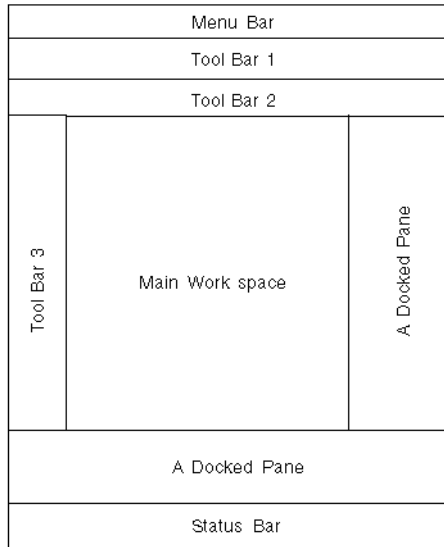 Menu Bar
Tool Bar 1
Tool Bar 2
Tool Bar 3
Main Work space
A Docked Pane
A Docked Pane
Status Bar